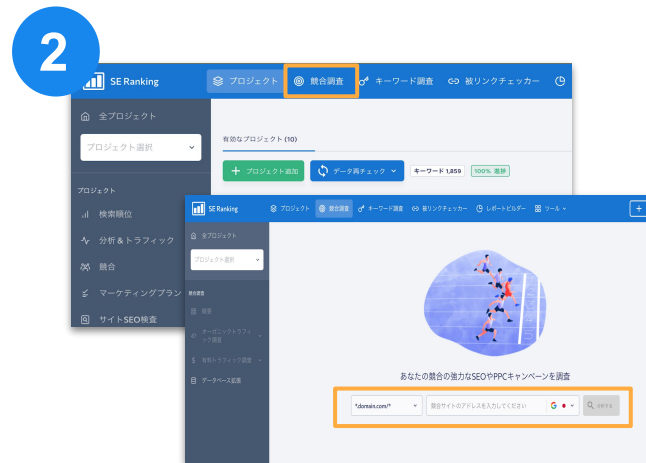 2
SE Ranking
プロジェクト
競合調査
キーワード調査
被リンクチェッカー
全プロジェクト
プロジェクト選択
有効なプロジェクト (10)
+ プロジェクト追加
データ再チェック
キーワード 1,859
100% 進捗
プロジェクト
検索順位
分析&トラフィック
競合
マーケティングプラン
サイトSEO検査
SE Ranking
プロジェクト
競合調査
キーワード調査
被リンクチェッカー
レポートビルダー
ツール
+
全プロジェクト
プロジェクト選択
競合調査
概要
オーガニックトラフィック調査
有料トラフィック調査
データベース拡張
あなたの競合の強力なSEOやPPCキャンペーンを調査
*.domain.com/*
競合サイトのアドレスを入力してください